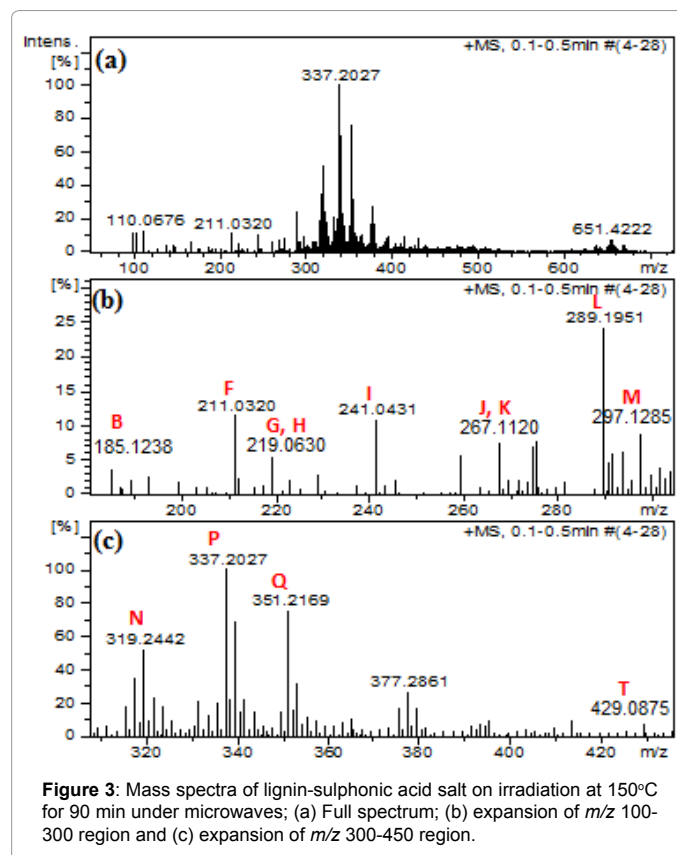 Intens.
[%]
(a)
+MS, 0.1-0.5min #(4-28)
337.2027
100
80
60
40
20
0
110.0676
211.0320
651.4222
100
200
300
400
500
600
m/z
(b)
+MS, 0.1-0.5min #(4-28)
25
20
15
10
5
0
B
185.1238
F
211.0320
G, H
219.0630
I
241.0431
J, K
267.1120
L
289.1951
M
297.1285
200
220
240
260
280
m/z
[%]
(c)
+MS, 0.1-0.5min #(4-28)
100
80
60
40
20
0
N
319.2442
P
337.2027
Q
351.2169
377.2861
T
429.0875
320
340
360
380
400
420
m/z
Figure 3: Mass spectra of lignin-sulphonic acid salt on irradiation at 150°C
for 90 min under microwaves; (a) Full spectrum; (b) expansion of m/z 100-
300 region and (c) expansion of m/z 300-450 region.